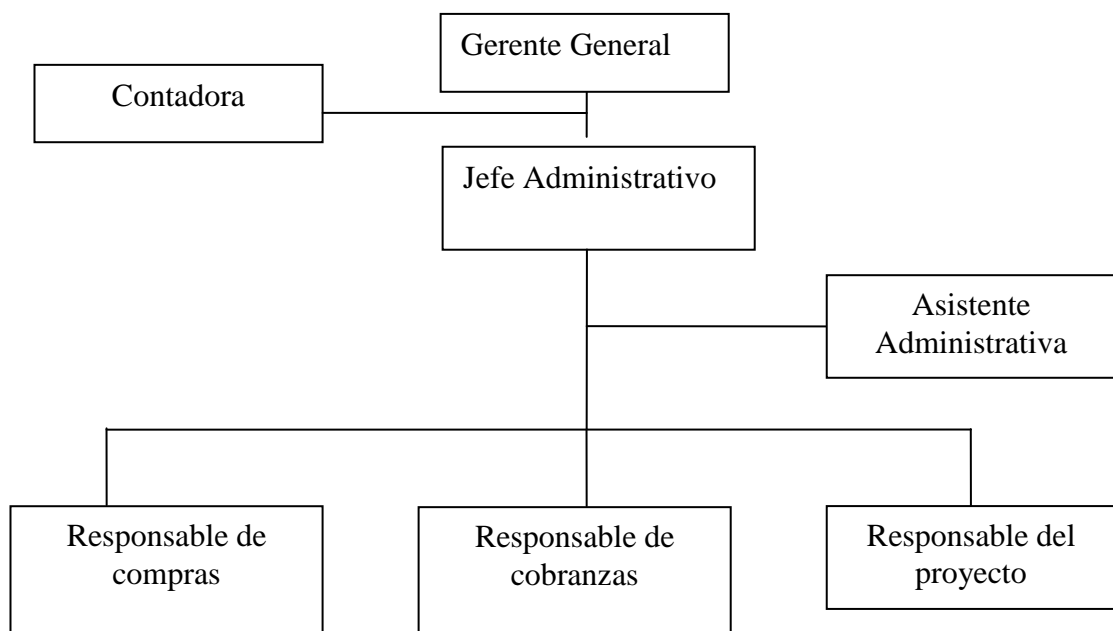 Gerente General
Contadora
Jefe Administrativo
Asistente
Administrativa
Responsable de
compras
Responsable de
cobranzas
Responsable del
proyecto